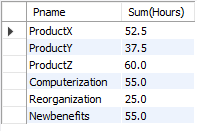 Pname Sum(Hours)
ProductX 52.5
ProductY 37.5
ProductZ 60.0
Computerization 55.0
Reorganization 25.0
Newbenefits 55.0